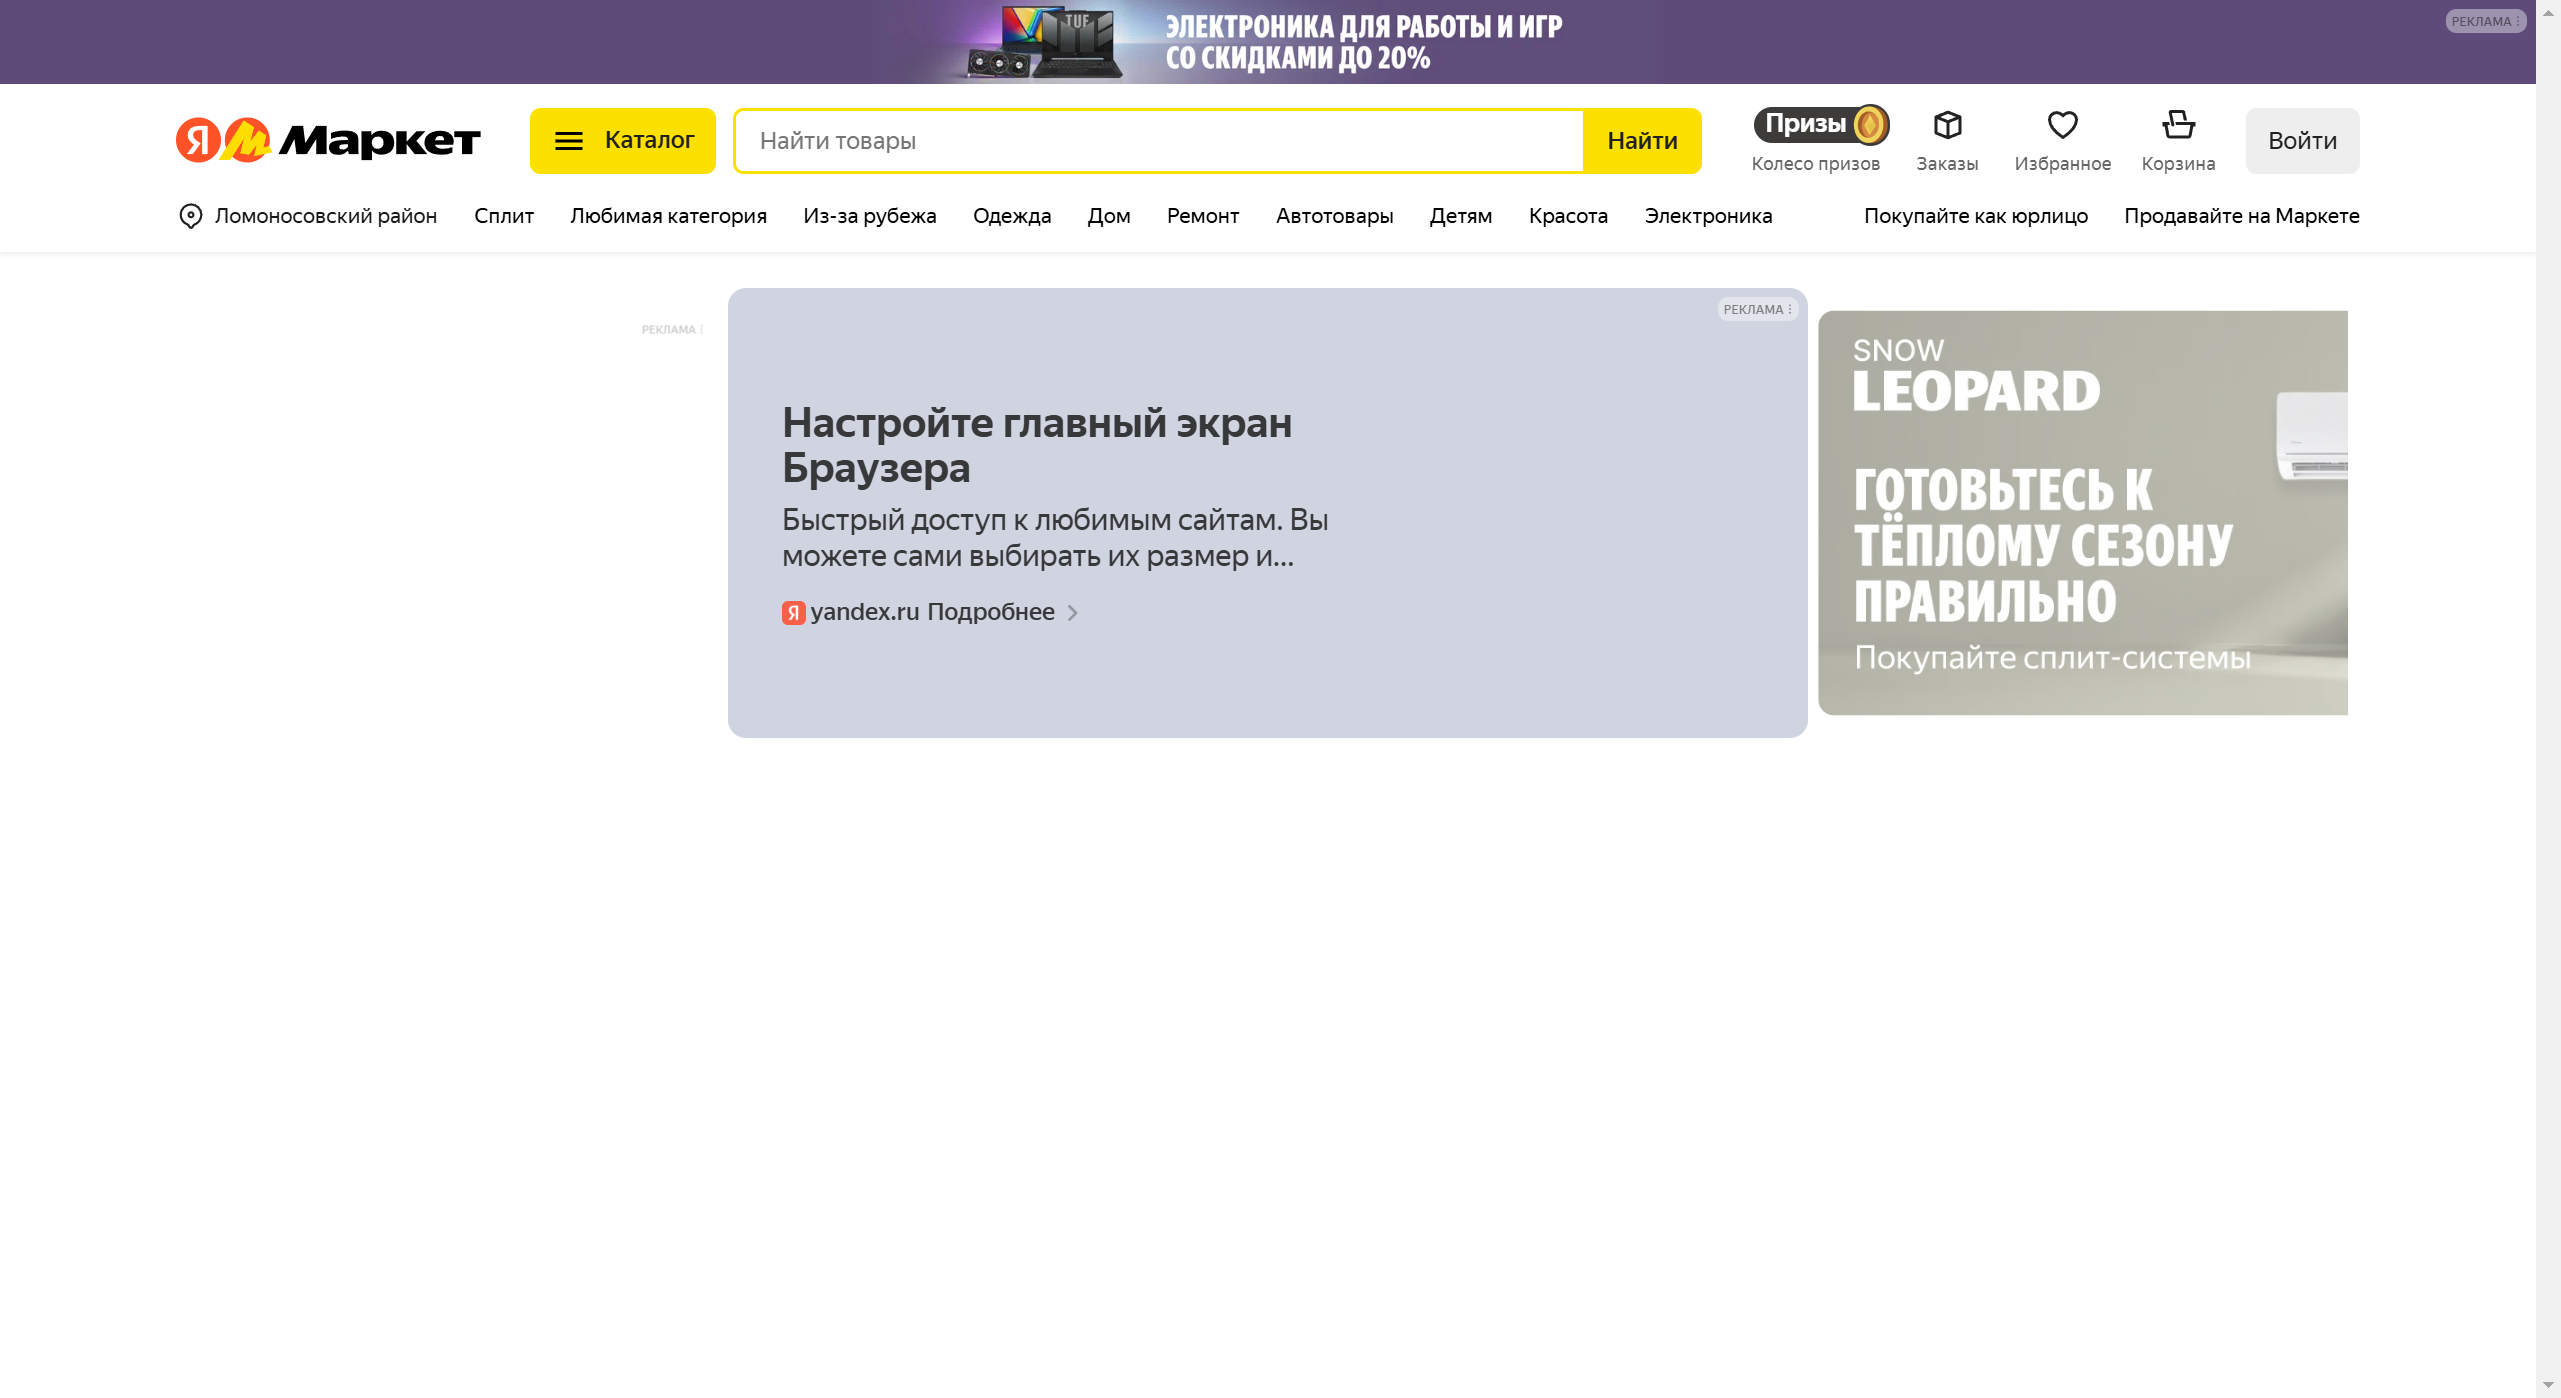 TUF
ЭЛЕКТРОНИКА ДЛЯ РАБОТЫ И ИГР
СО СКИДКАМИ ДО 20%
РЕКЛАМА
Я М Маркет
Каталог
Найти товары
Найти
Призы
Колесо призов
Заказы
Избранное
Корзина
Войти
Ломоносовский район
Сплит
Любимая категория
Из-за рубежа
Одежда
Дом
Ремонт
Автотовары
Детям
Красота
Электроника
Покупайте как юрлицо
Продавайте на Маркете
РЕКЛАМА
РЕКЛАМА
Настройте главный экран
Браузера
Быстрый доступ к любимым сайтам. Вы
можете сами выбирать их размер и...
Я yandex.ru Подробнее
SNOW
LEOPARD
ГОТОВЬТЕСЬ К
ТЁПЛОМУ СЕЗОНУ
ПРАВИЛЬНО
Покупайте сплит-системы